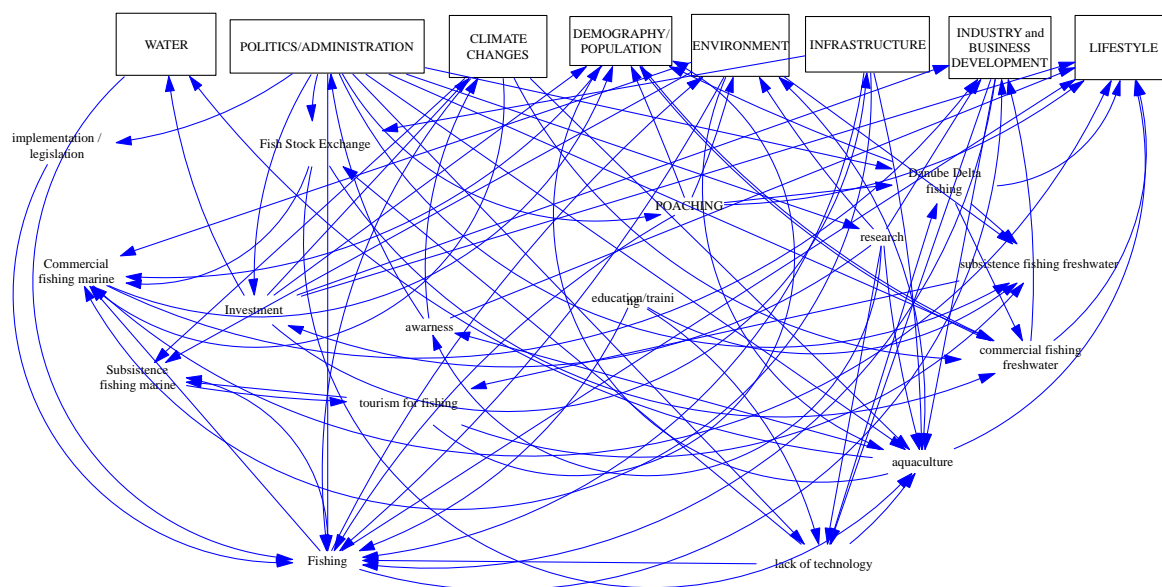 WATER
POLITICS/ADMINISTRATION
CLIMATE
CHANGES
DEMOGRAPHY/
POPULATION
ENVIRONMENT
INFRASTRUCTURE
INDUSTRY and
BUSINESS
DEVELOPMENT
LIFESTYLE
implementation /
legislation
Fish Stock Exchange
Danube Delta
fishing
POACHING
research
Commercial
fishing marine
subsistence fishing freshwater
Investment
education/traini
ng
awarness
commercial fishing
freshwater
Subsistence
fishing marine
tourism for fishing
aquaculture
Fishing
lack of technology